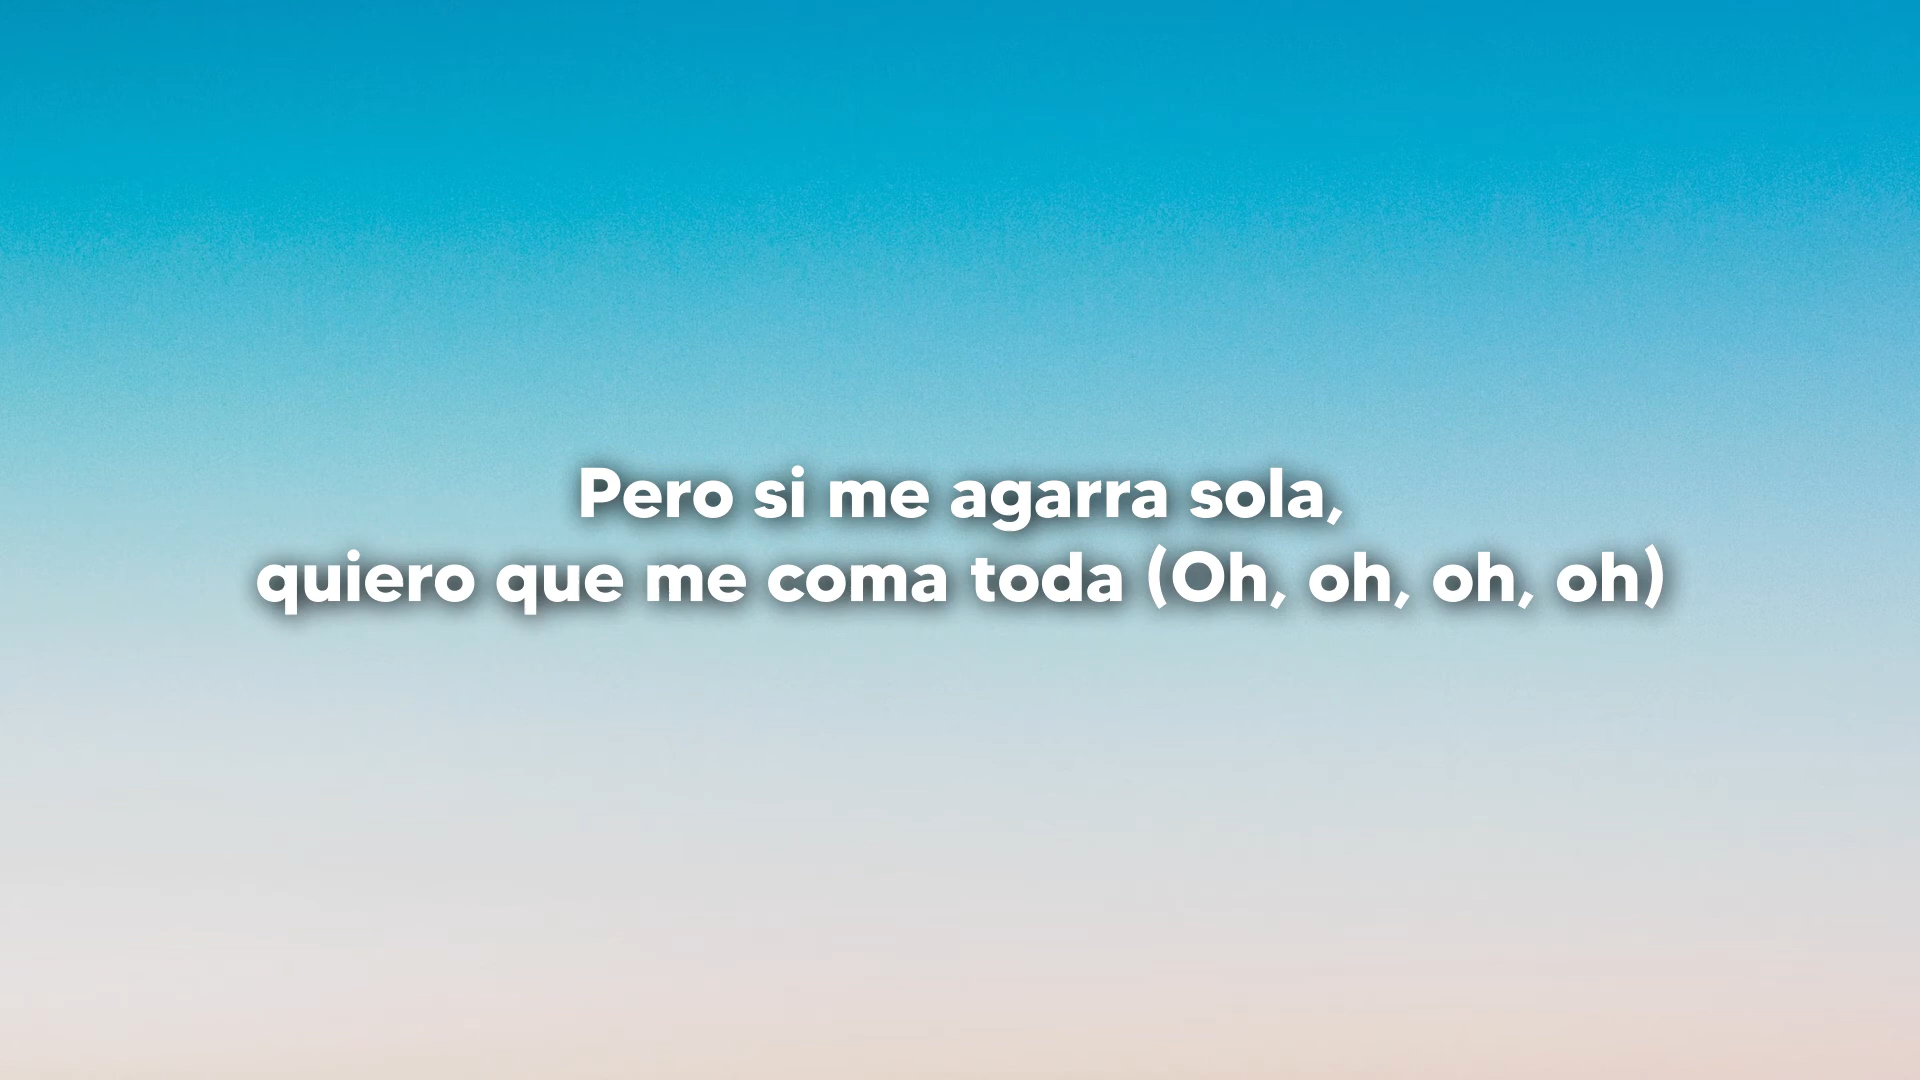 Pero si me agarra sola,
quiero que me coma toda (Oh, oh, oh, oh)